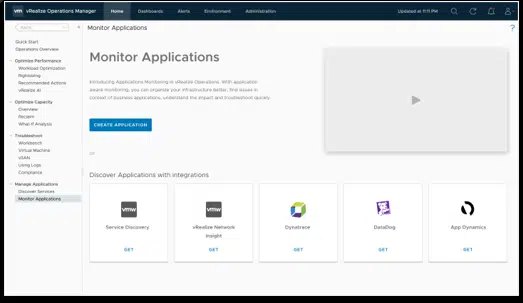 vm vRealize Operations Manager Home Dashboards Alerts Environment Administration Updated at 11:11 PM
Monitor Applications ?
Quick Start
Operations Overview
Optimize Performance
Workload Optimization
Rightsizing
Recommended Actions
vRealize AI
Optimize Capacity
Overview
Reclaim
What If Analysis
Troubleshoot
Workbench
Virtual Machine
vSAN
Using Logs
Compliance
Manage Applications
Discover Services
Monitor Applications
Monitor Applications
Introducing Applications Monitoring in vRealize Operations. With application
aware monitoring, you can organize your infrastructure better, find issues in
context of business applications, understand the impact and troubleshoot quickly.
CREATE APPLICATION
or
Discover Applications with integrations
vmw
Service Discovery
GET
vmw
vRealize Network
Insight
GET
Dynatrace
GET
DataDog
GET
App Dynamics
GET